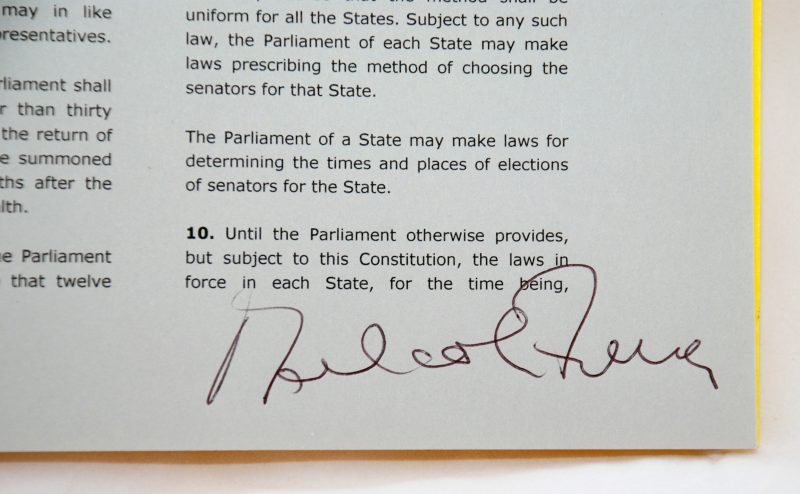 may in like
presentatives.
rliament shall
r than thirty
the return of
e summoned
ths after the
lth.
e Parliament
that twelve
uniform for all the States. Subject to any such
law, the Parliament of each State may make
laws prescribing the method of choosing the
senators for that State.
The Parliament of a State may make laws for
determining the times and places of elections
of senators for the State.
10. Until the Parliament otherwise provides,
but subject to this Constitution, the laws in
force in each State, for the time being,